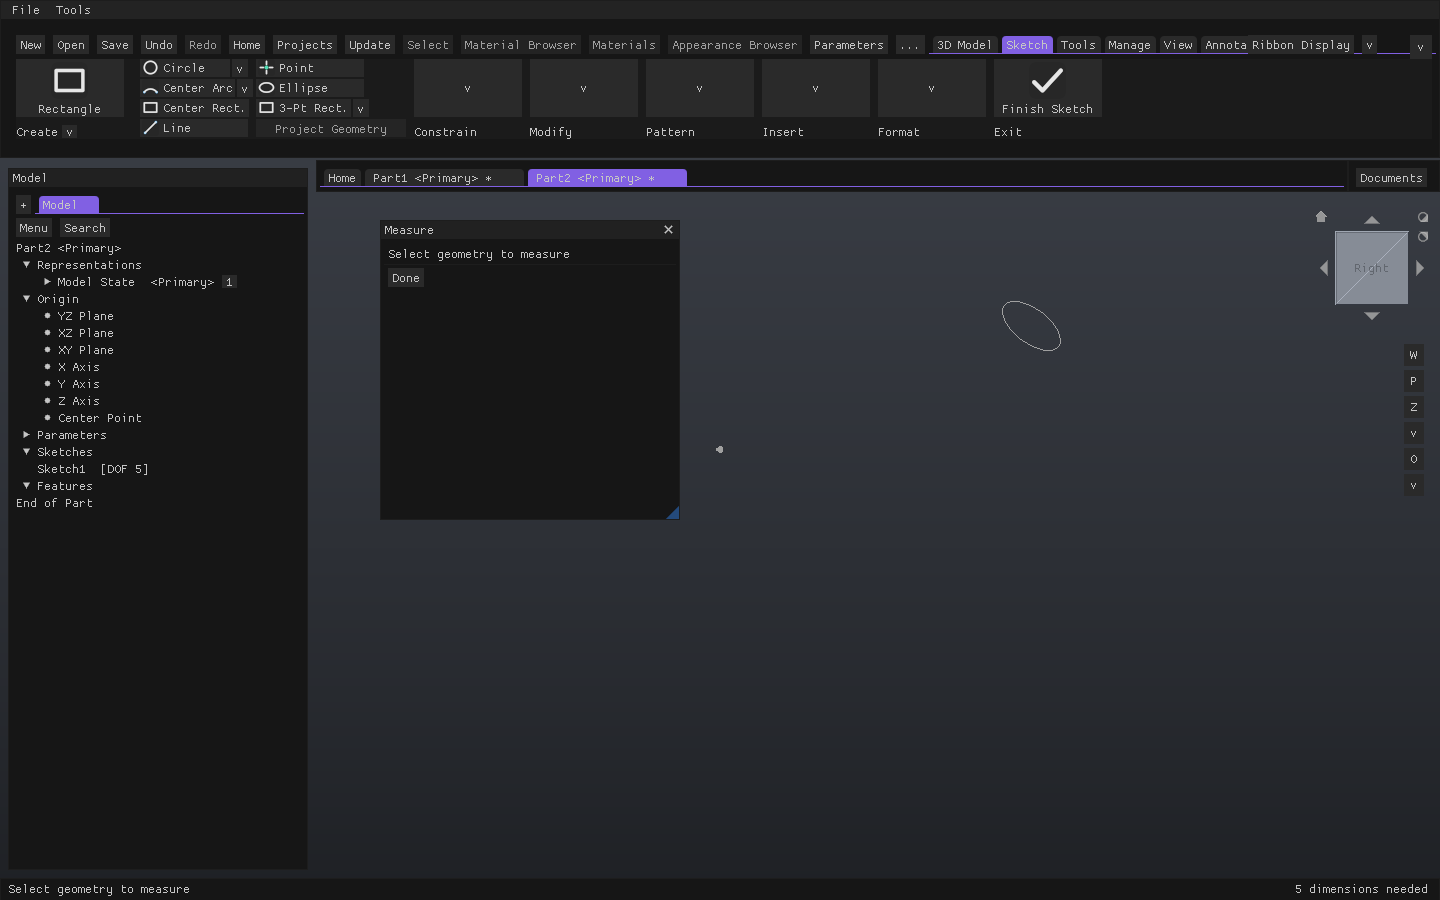 File Tools
New Open Save Undo Redo Home Projects Update Select Material Browser Materials Appearance Browser Parameters ... 3D Model Sketch Tools Manage View Annota Ribbon Display v v
Rectangle
Create v
Circle v Point
Center Arc v Ellipse
Center Rect. 3-Pt Rect. v
Line Project Geometry
v v v v v
Constrain Modify Pattern Insert Format
Finish Sketch
Exit
Model
+ Model
Menu Search
Part2 <Primary>
Representations
Model State <Primary> 1
Origin
YZ Plane
XZ Plane
XY Plane
X Axis
Y Axis
Z Axis
Center Point
Parameters
Sketches
Sketch1 [DOF 5]
Features
End of Part
Home Part1 <Primary> * Part2 <Primary> * Documents
Measure
Select geometry to measure
Done
Right
W
P
Z
v
O
v
Select geometry to measure
5 dimensions needed